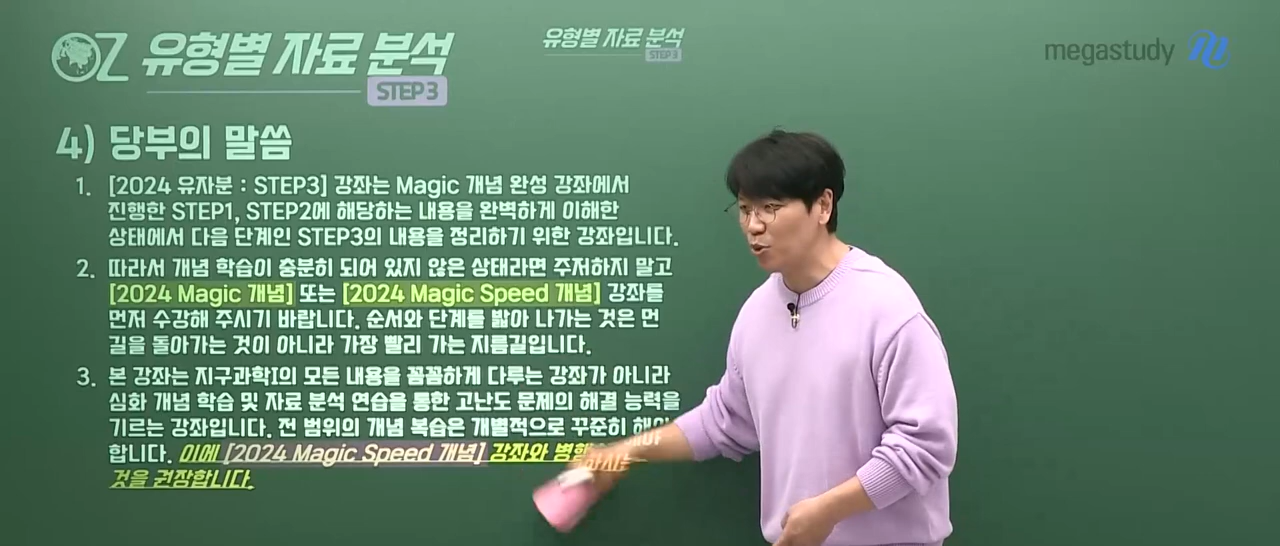 OZ 유형별 자료 분석
STEP 3
유형별 자료 분석
STEP 3
megastudy
4) 당부의 말씀
1. [2024 유자분 : STEP3] 강좌는 Magic 개념 완성 강좌에서
진행한 STEP1, STEP2에 해당하는 내용을 완벽하게 이해한
상태에서 다음 단계인 STEP3의 내용을 정리하기 위한 강좌입니다.
2. 따라서 개념 학습이 충분히 되어 있지 않은 상태라면 주저하지 말고
[2024 Magic 개념] 또는 [2024 Magic Speed 개념] 강좌를
먼저 수강해 주시기 바랍니다. 순서와 단계를 밟아 나가는 것은 먼
길을 돌아가는 것이 아니라 가장 빨리 가는 지름길입니다.
3. 본 강좌는 지구과학I의 모든 내용을 꼼꼼하게 다루는 강좌가 아니라
심화 개념 학습 및 자료 분석 연습을 통한 고난도 문제의 해결 능력을
기르는 강좌입니다. 전 범위의 개념 복습은 개별적으로 꾸준히 해야
합니다. 이에 [2024 Magic Speed 개념] 강좌와 병행
것을 권장합니다.